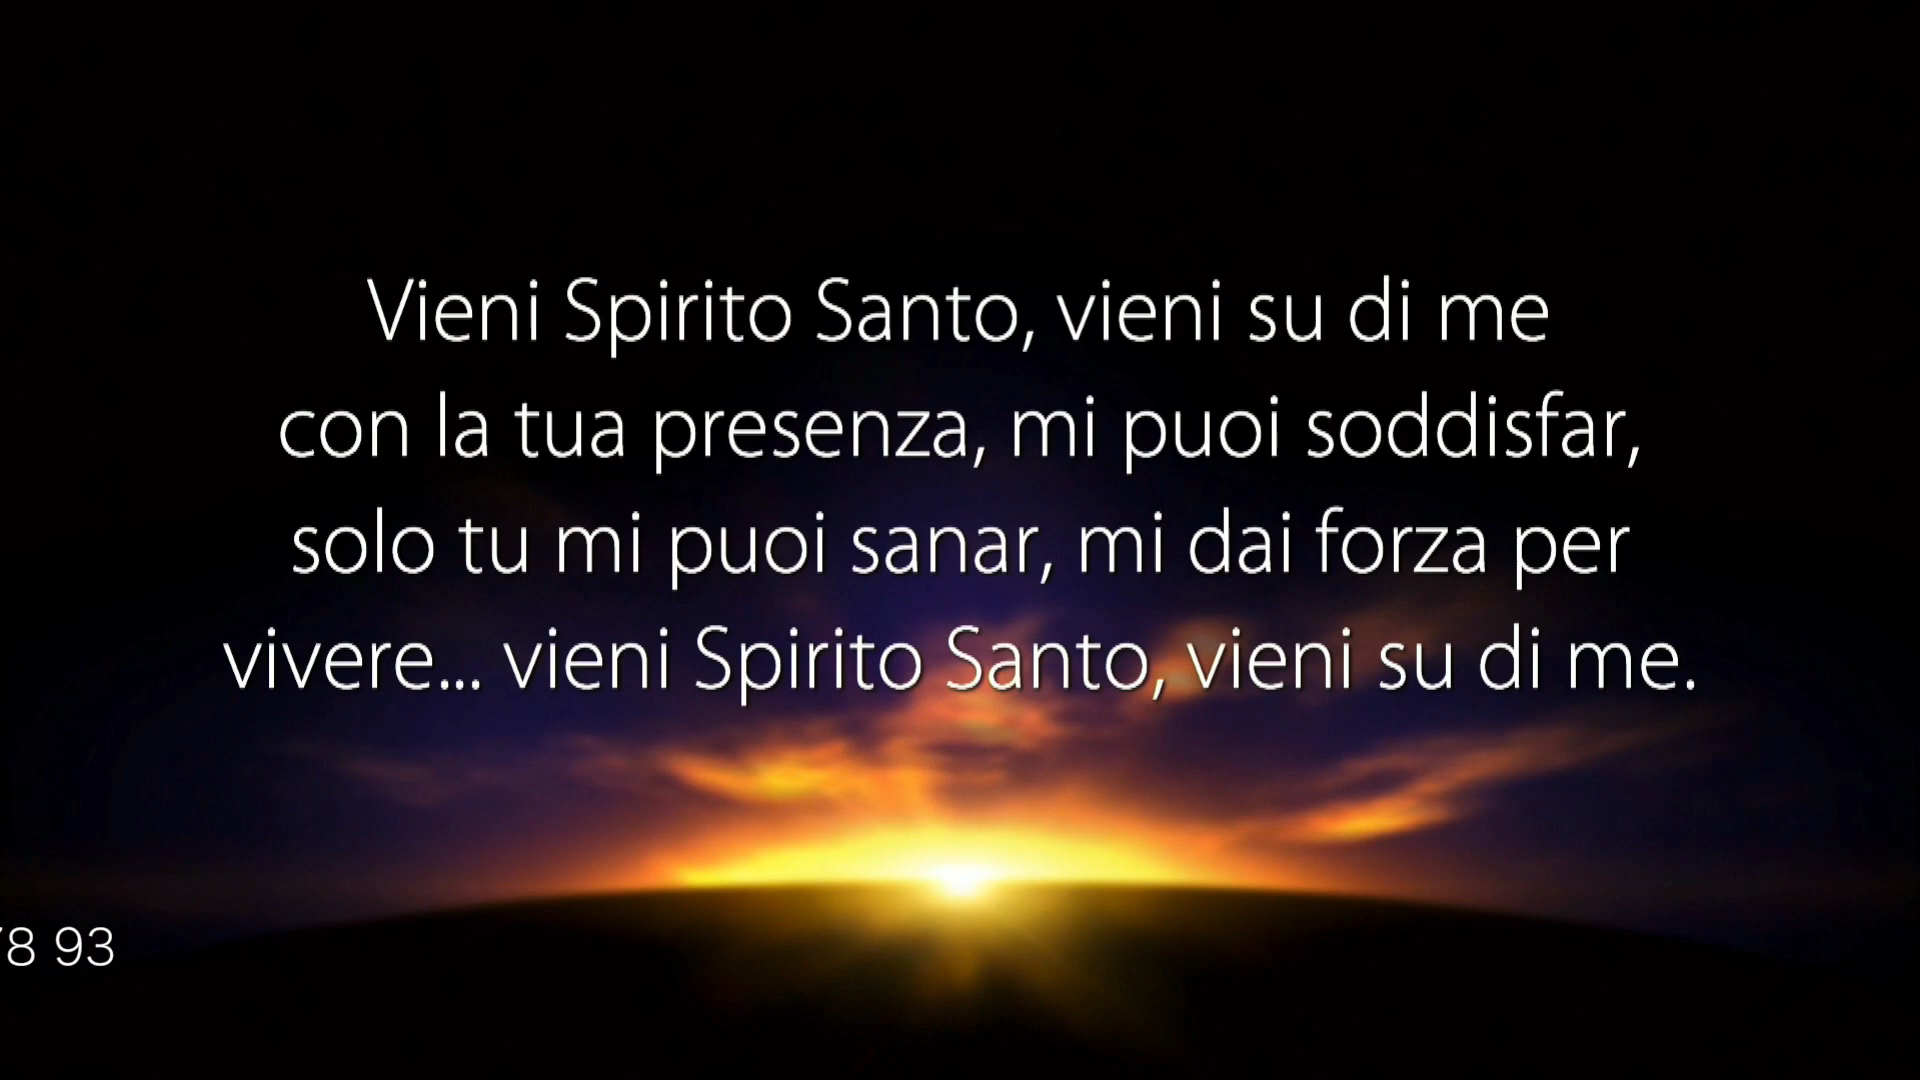 Vieni Spirito Santo, vieni su di me
con la tua presenza, mi puoi soddisfar,
solo tu mi puoi sanar, mi dai forza per
vivere... vieni Spirito Santo, vieni su di me.
78 93